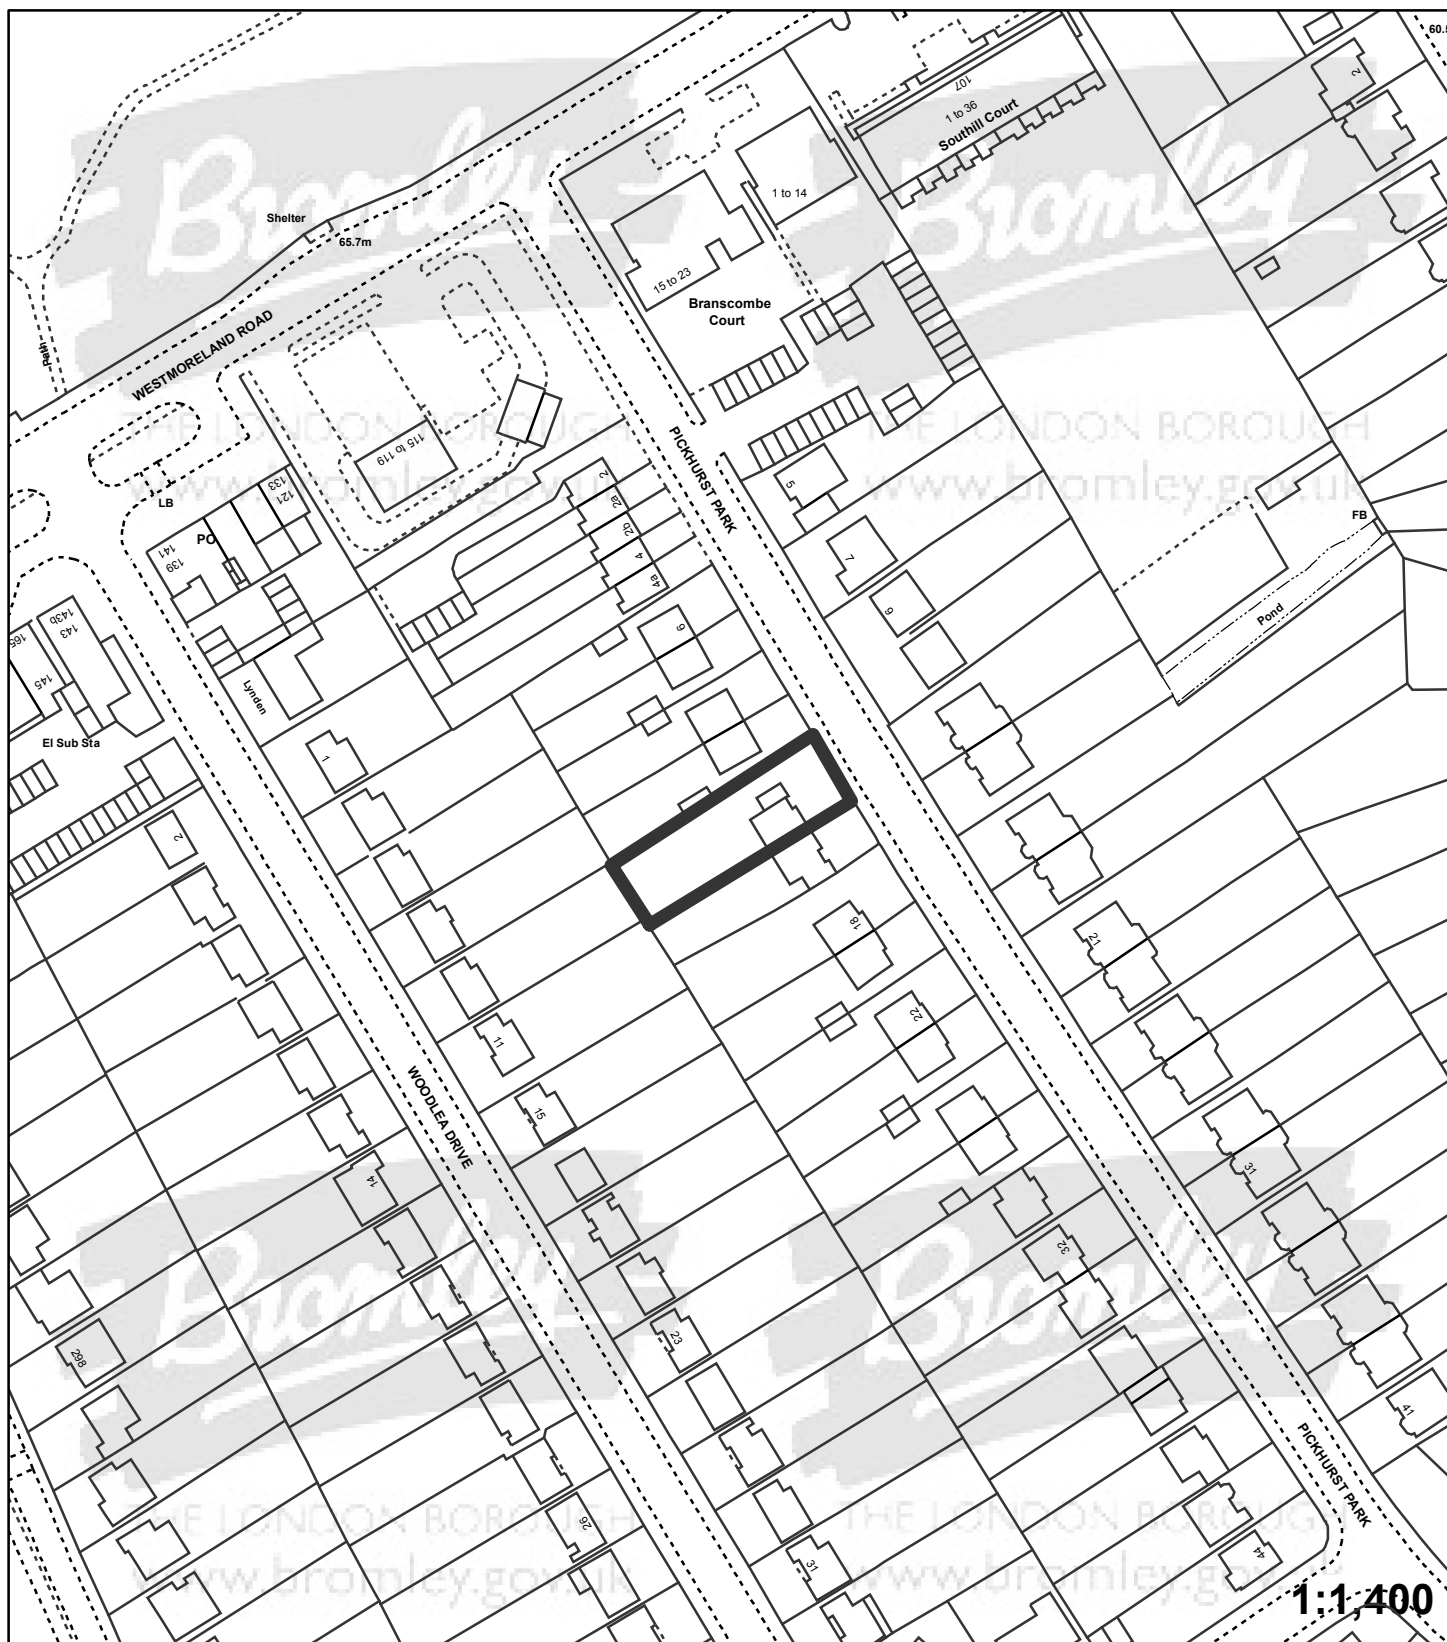 60.5
107
1 to 36
Southill Court
2
1 to 14
Shelter
65.7m
15 to 23
Branscombe
Court
WESTMORELAND ROAD
Path
THE LONDON BOROUGH
www.bromley.gov.uk
THE LONDON BOROUGH
www.bromley.gov.uk
Bromley
Bromley
115 to 119
PICKHURST PARK
133
121
LB
PO
141
139
2
2a
2b
4
4a
5
7
9
6
FB
Pond
143b
143
165
145
Lynden
El Sub Sta
1
2
18
21
22
11
15
WOODLEA DRIVE
14
31
32
Bromley
Bromley
298
23
41
PICKHURST PARK
THE LONDON BOROUGH
www.bromley.gov.uk
THE LONDON BOROUGH
www.bromley.gov.uk
26
31
44
1:1,400